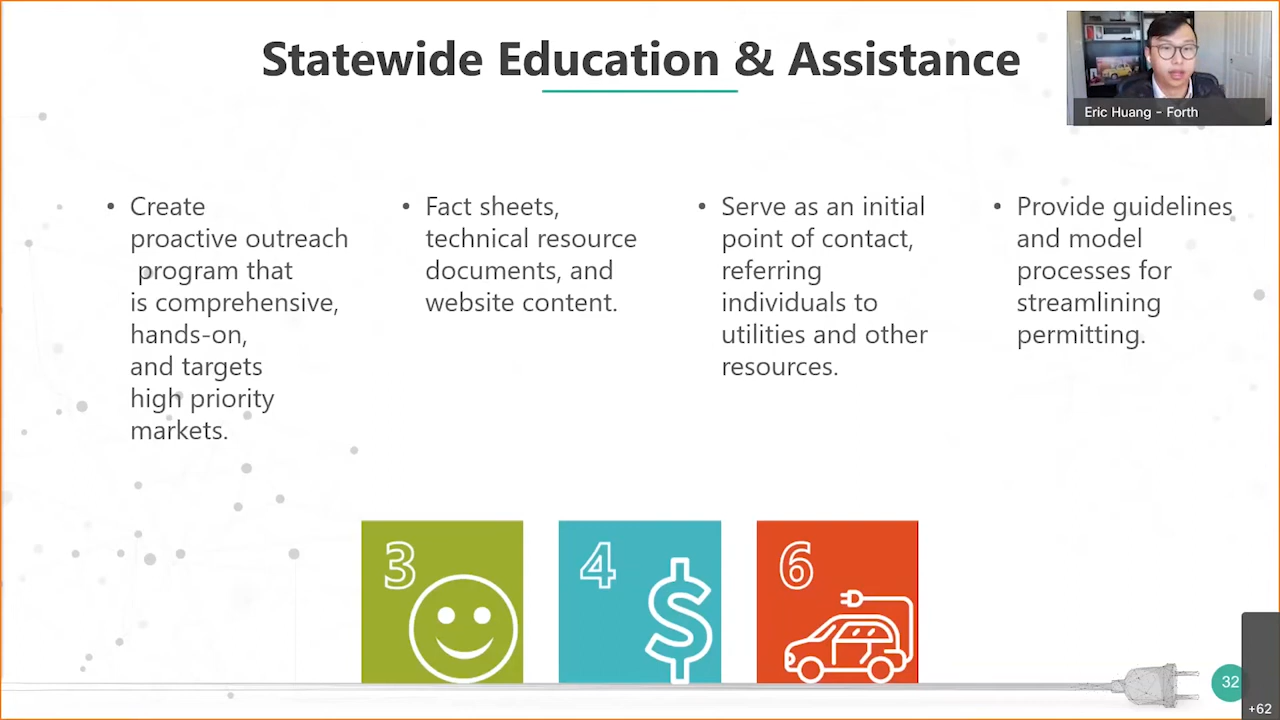 Statewide Education & Assistance
Eric Huang - Forth
• Create
proactive outreach
program that
is comprehensive,
hands-on,
and targets
high priority
markets.
• Fact sheets,
technical resource
documents, and
website content.
• Serve as an initial
point of contact,
referring
individuals to
utilities and other
resources.
• Provide guidelines
and model
processes for
streamlining
permitting.
3
4
$
6
32
+62